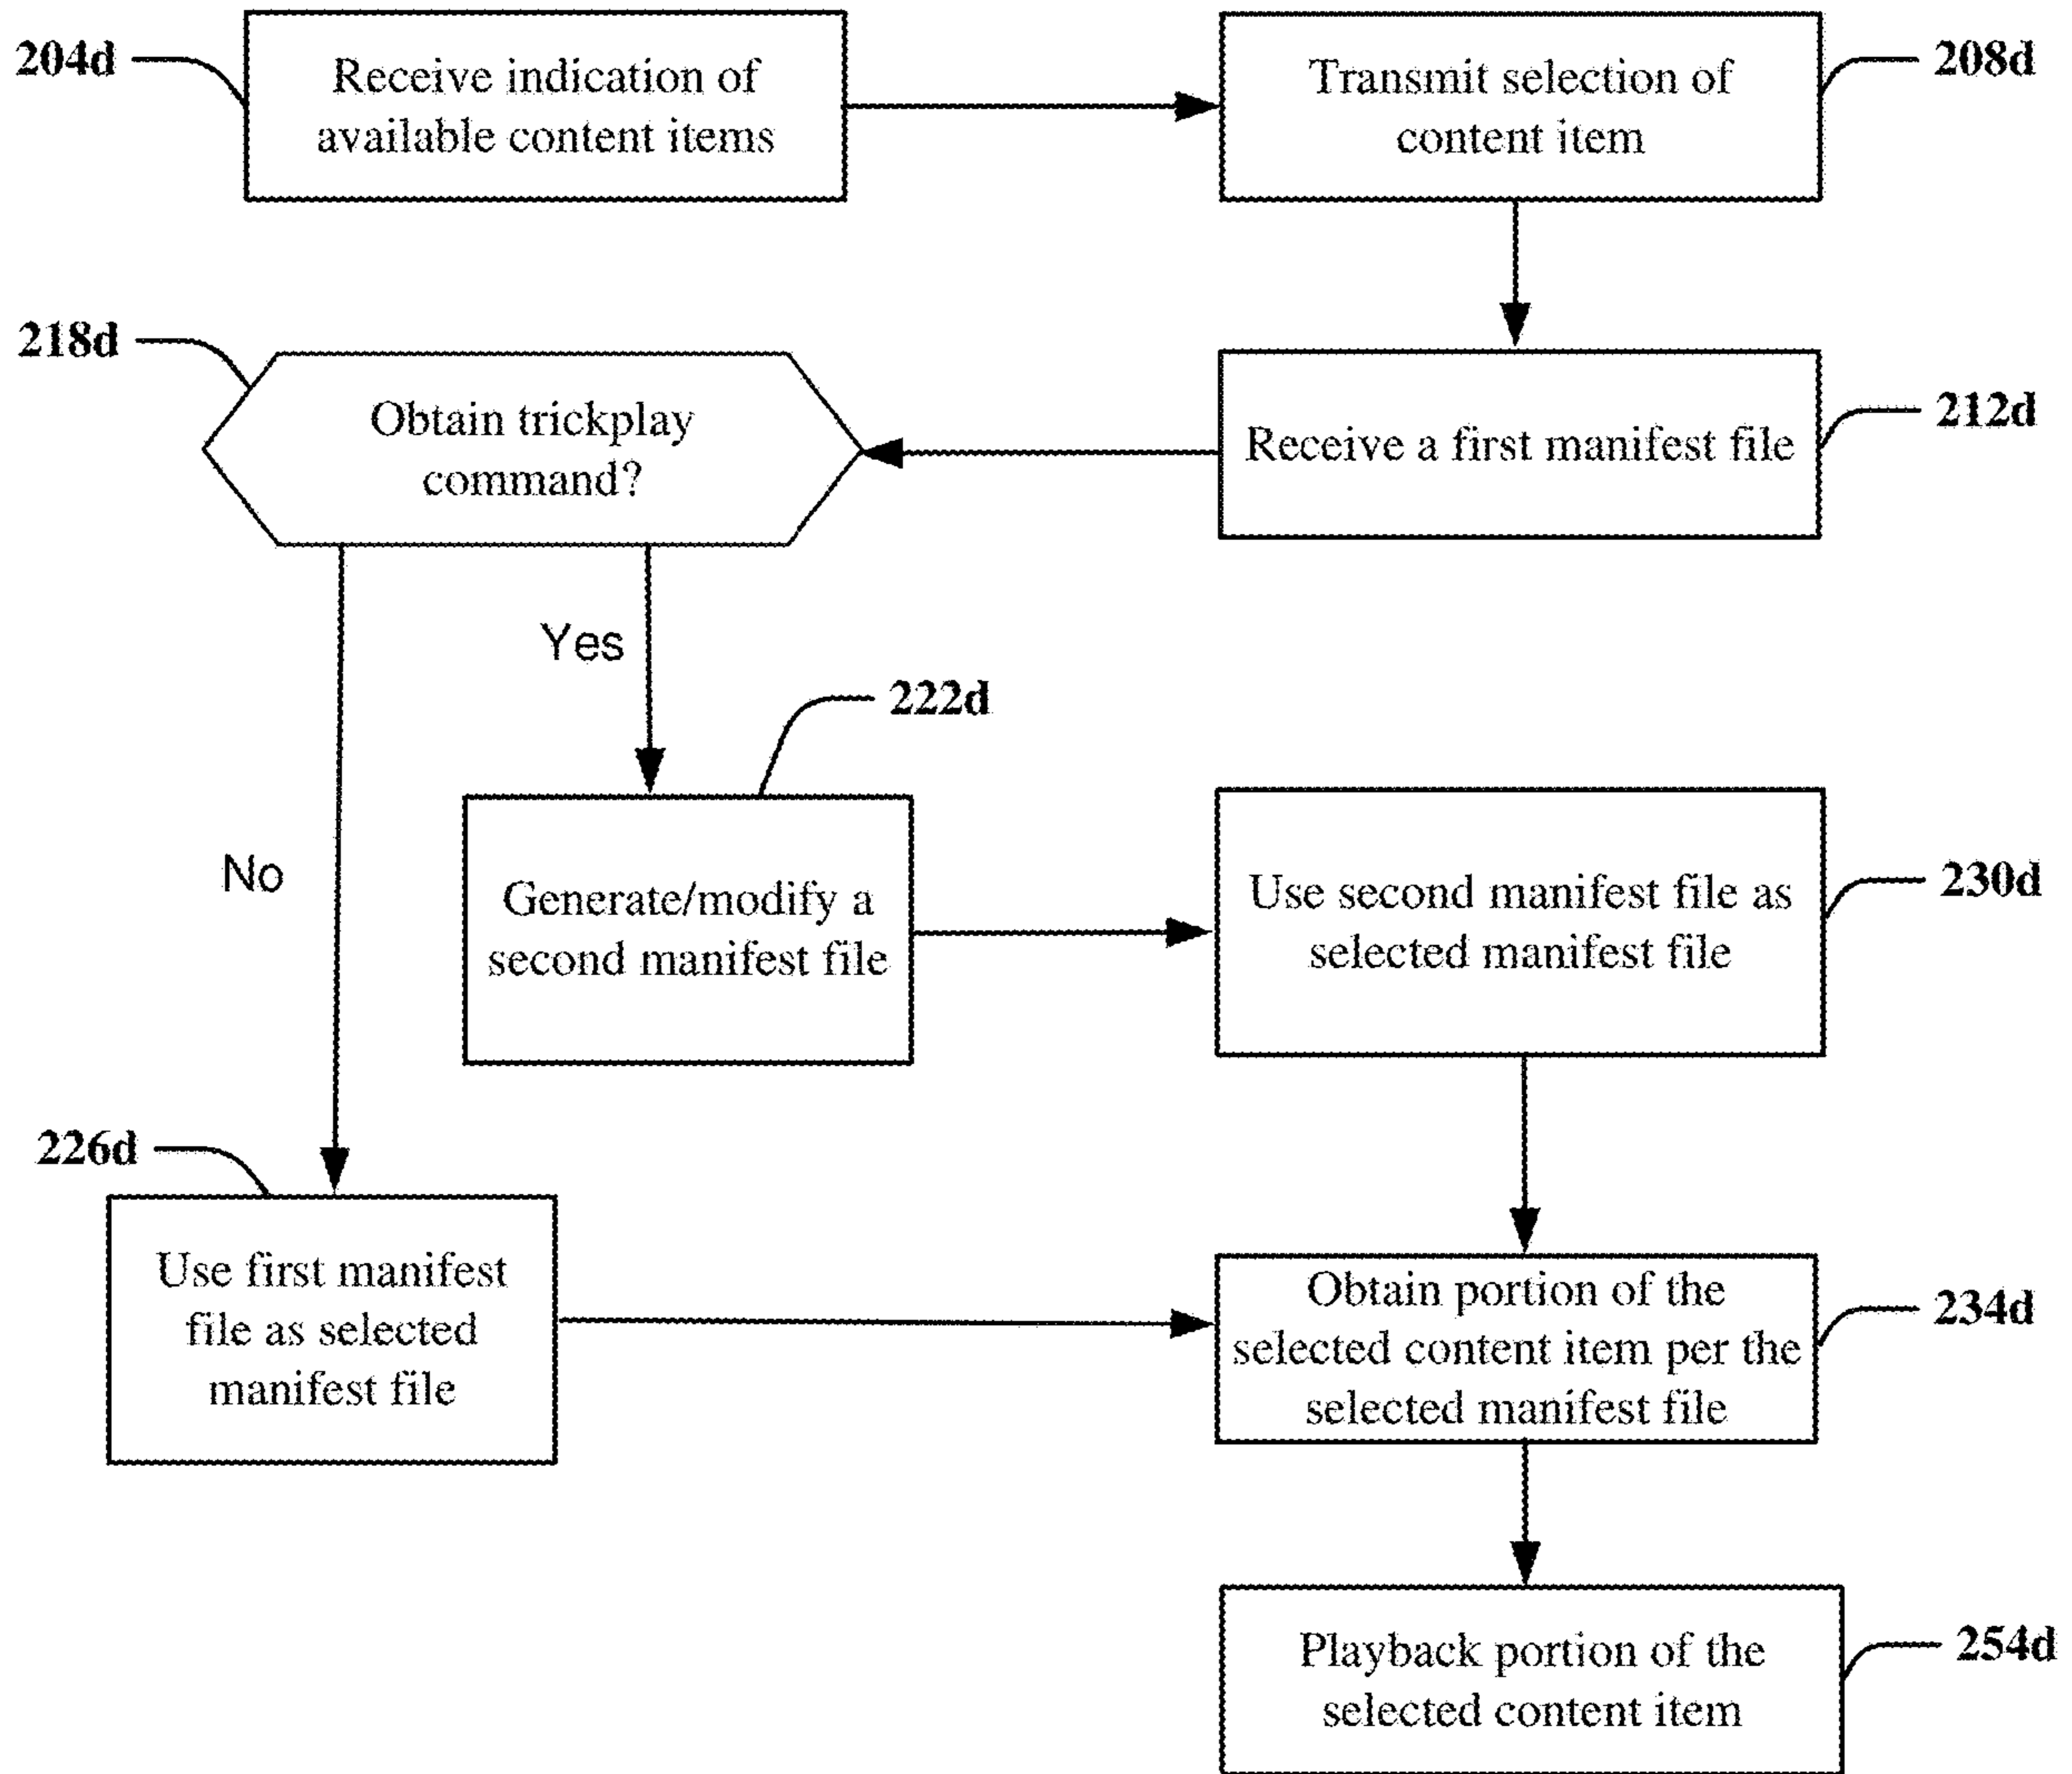 204d
Receive indication of
available content items
Transmit selection of
content item
208d
218d
Obtain trickplay
command?
Receive a first manifest file
212d
Yes
No
222d
Generate/modify a
second manifest file
Use second manifest file as
selected manifest file
230d
226d
Use first manifest
file as selected
manifest file
Obtain portion of the
selected content item per the
selected manifest file
234d
Playback portion of the
selected content item
254d